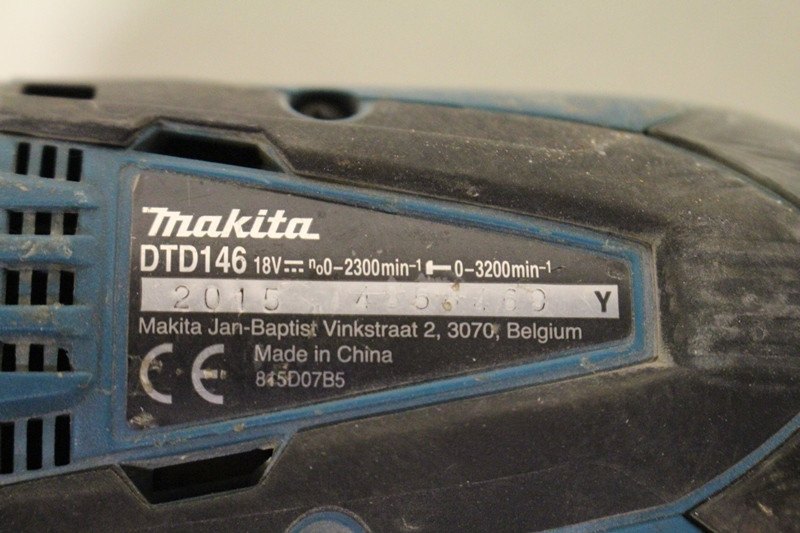 makita
DTD146 18V⎓ n₀0-2300min⁻¹ 0-3200min⁻¹
2015 Y
Makita Jan-Baptist Vinkstraat 2, 3070, Belgium
CE Made in China
815D07B5